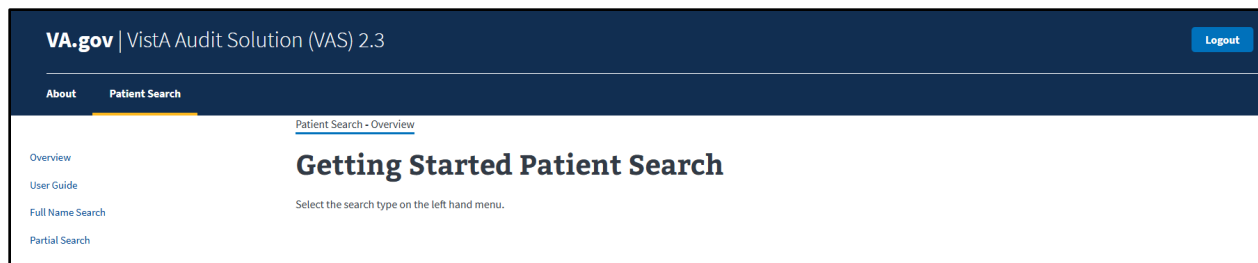 VA.gov | VistA Audit Solution (VAS) 2.3
Logout
About Patient Search
Patient Search - Overview
Getting Started Patient Search
Select the search type on the left hand menu.
Overview
User Guide
Full Name Search
Partial Search